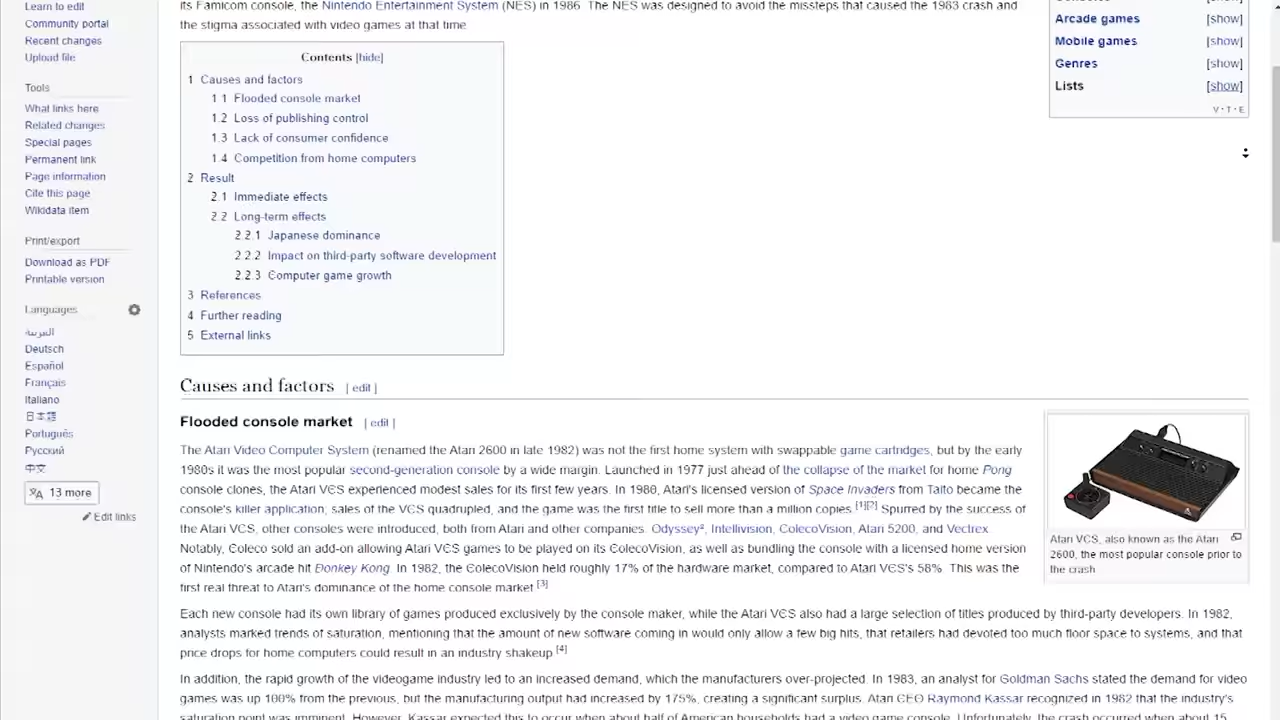 Learn to edit
Community portal
Recent changes
Upload file
Tools
What links here
Related changes
Special pages
Permanent link
Page information
Cite this page
Wikidata item
Print/export
Download as PDF
Printable version
Languages
العربية
Deutsch
Español
Français
Italiano
日本語
Português
Русский
中文
13 more
Edit links
its Famicom console, the Nintendo Entertainment System (NES) in 1986. The NES was designed to avoid the missteps that caused the 1983 crash and
the stigma associated with video games at that time.
Contents [hide]
1 Causes and factors
1.1 Flooded console market
1.2 Loss of publishing control
1.3 Lack of consumer confidence
1.4 Competition from home computers
2 Result
2.1 Immediate effects
2.2 Long-term effects
2.2.1 Japanese dominance
2.2.2 Impact on third-party software development
2.2.3 Computer game growth
3 References
4 Further reading
5 External links
Arcade games [show]
Mobile games [show]
Genres [show]
Lists [show]
V · T · E
Causes and factors [ edit ]
Flooded console market [ edit ]
The Atari Video Computer System (renamed the Atari 2600 in late 1982) was not the first home system with swappable game cartridges, but by the early
1980s it was the most popular second-generation console by a wide margin. Launched in 1977 just ahead of the collapse of the market for home Pong
console clones, the Atari VCS experienced modest sales for its first few years. In 1980, Atari's licensed version of Space Invaders from Taito became the
console's killer application; sales of the VCS quadrupled, and the game was the first title to sell more than a million copies.[1][2] Spurred by the success of
the Atari VCS, other consoles were introduced, both from Atari and other companies: Odyssey², Intellivision, ColecoVision, Atari 5200, and Vectrex.
Notably, Coleco sold an add-on allowing Atari VCS games to be played on its ColecoVision, as well as bundling the console with a licensed home version
of Nintendo's arcade hit Donkey Kong. In 1982, the ColecoVision held roughly 17% of the hardware market, compared to Atari VCS's 58%. This was the
first real threat to Atari's dominance of the home console market.[3]
Atari VCS, also known as the Atari
2600, the most popular console prior to
the crash
Each new console had its own library of games produced exclusively by the console maker, while the Atari VCS also had a large selection of titles produced by third-party developers. In 1982,
analysts marked trends of saturation, mentioning that the amount of new software coming in would only allow a few big hits, that retailers had devoted too much floor space to systems, and that
price drops for home computers could result in an industry shakeup.[4]
In addition, the rapid growth of the videogame industry led to an increased demand, which the manufacturers over-projected. In 1983, an analyst for Goldman Sachs stated the demand for video
games was up 100% from the previous, but the manufacturing output had increased by 175%, creating a significant surplus. Atari CEO Raymond Kassar recognized in 1982 that the industry's
saturation point was imminent. However, Kassar expected this to occur when about half of American households had a video game console. Unfortunately, the crash occurred when about 15